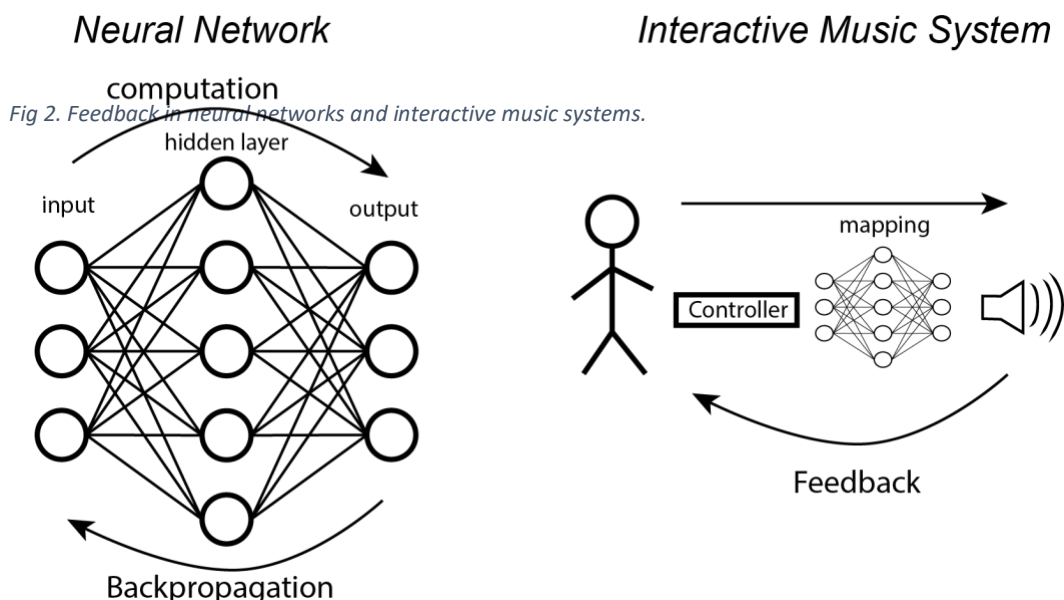 Neural Network
Interactive Music System
computation
Fig 2. Feedback in neural networks and interactive music systems.
hidden layer
input
output
mapping
Controller
Feedback
Backpropagation